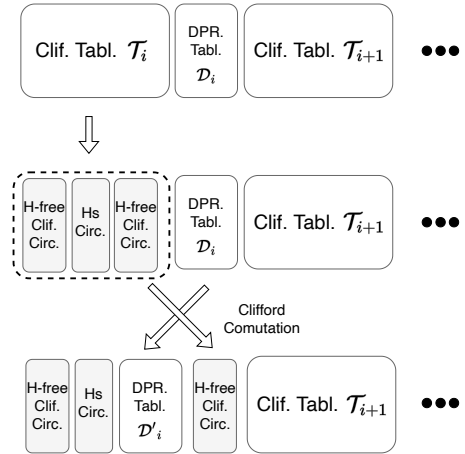 Clif. Tabl. 𝒯ᵢ
DPR.
Tabl.
𝒟ᵢ
Clif. Tabl. 𝒯ᵢ₊₁
•••
H-free
Clif.
Circ.
Hs
Circ.
H-free
Clif.
Circ.
DPR.
Tabl.
𝒟ᵢ
Clif. Tabl. 𝒯ᵢ₊₁
•••
Clifford
Comutation
H-free
Clif.
Circ.
Hs
Circ.
DPR.
Tabl.
𝒟'ᵢ
H-free
Clif.
Circ.
Clif. Tabl. 𝒯ᵢ₊₁
•••